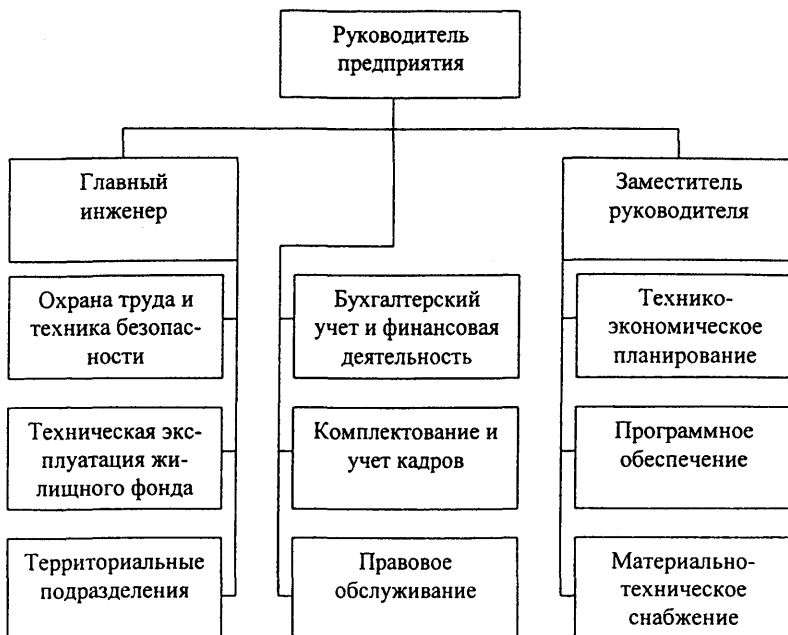 Руководитель
предприятия
Главный
инженер
Заместитель
руководителя
Охрана труда и
техника безопас-
ности
Бухгалтерский
учет и финансовая
деятельность
Технико-
экономическое
планирование
Техническая экс-
плуатация жи-
лищного фонда
Комплектование и
учет кадров
Программное
обеспечение
Территориальные
подразделения
Правовое
обслуживание
Материально-
техническое
снабжение